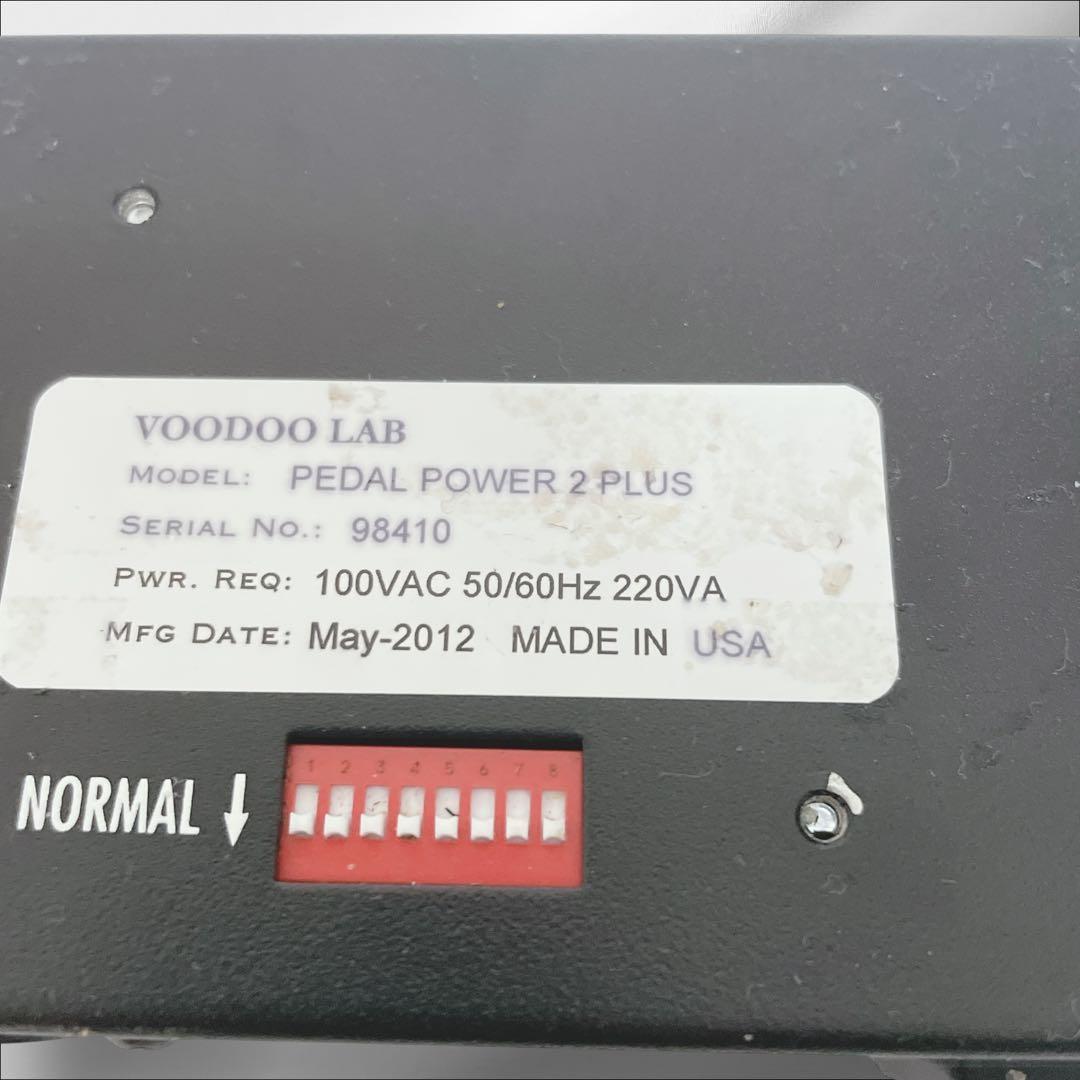 VOODOO LAB
MODEL: PEDAL POWER 2 PLUS
SERIAL NO.: 98410
PWR. REQ: 100VAC 50/60Hz 220VA
MFG DATE: May-2012 MADE IN USA
1 2 3 4 5 6 7 8
NORMAL ↓